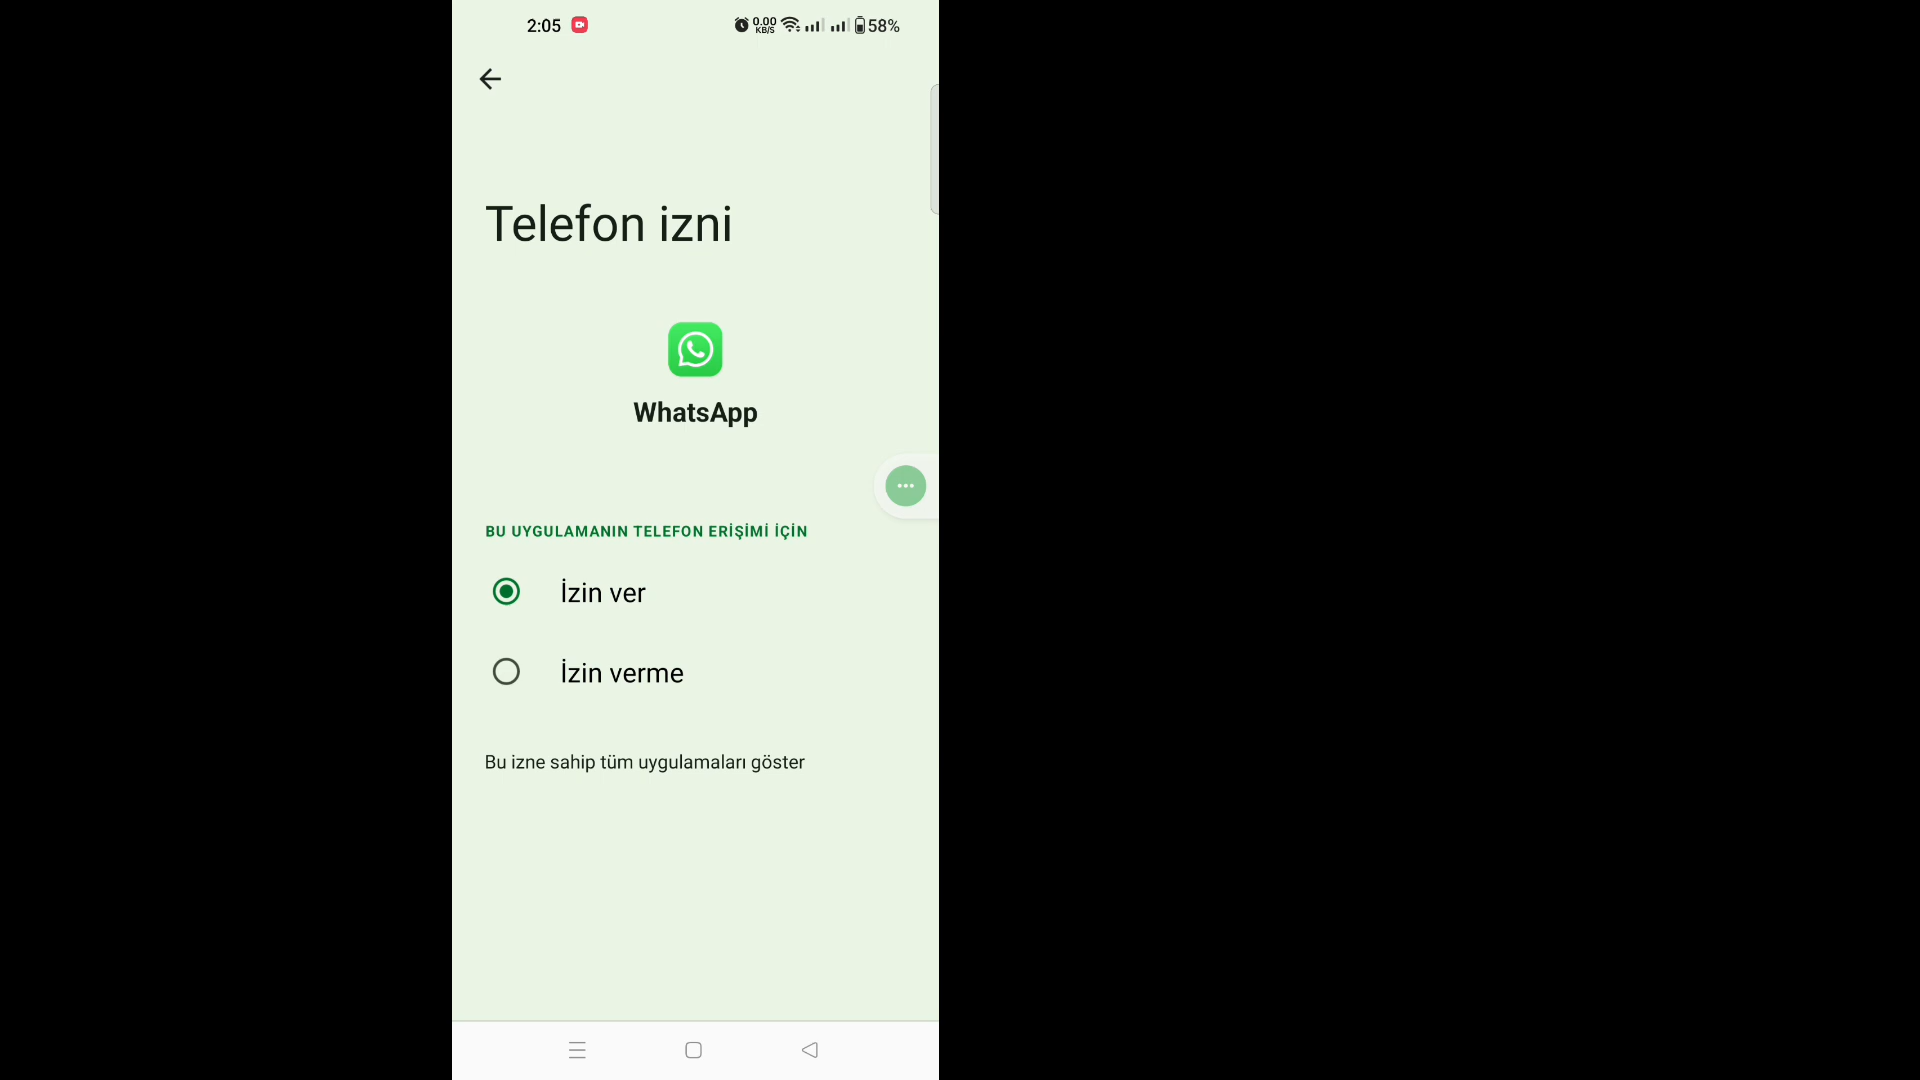 2:05
0.00
KB/S
58%
Telefon izni
WhatsApp
BU UYGULAMANIN TELEFON ERİŞİMİ İÇİN
İzin ver
İzin verme
Bu izne sahip tüm uygulamaları göster